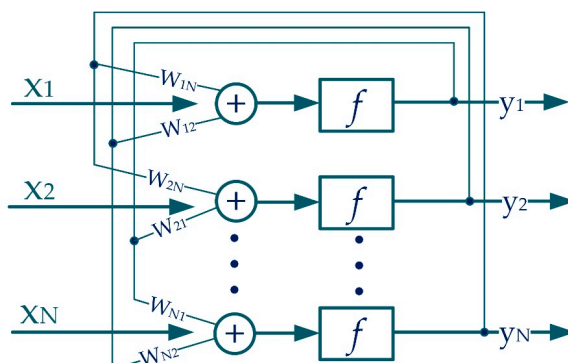 W1N
X1 + f y1
W12
W2N
X2 + f y2
W21
WN1
XN + f yN
WN2